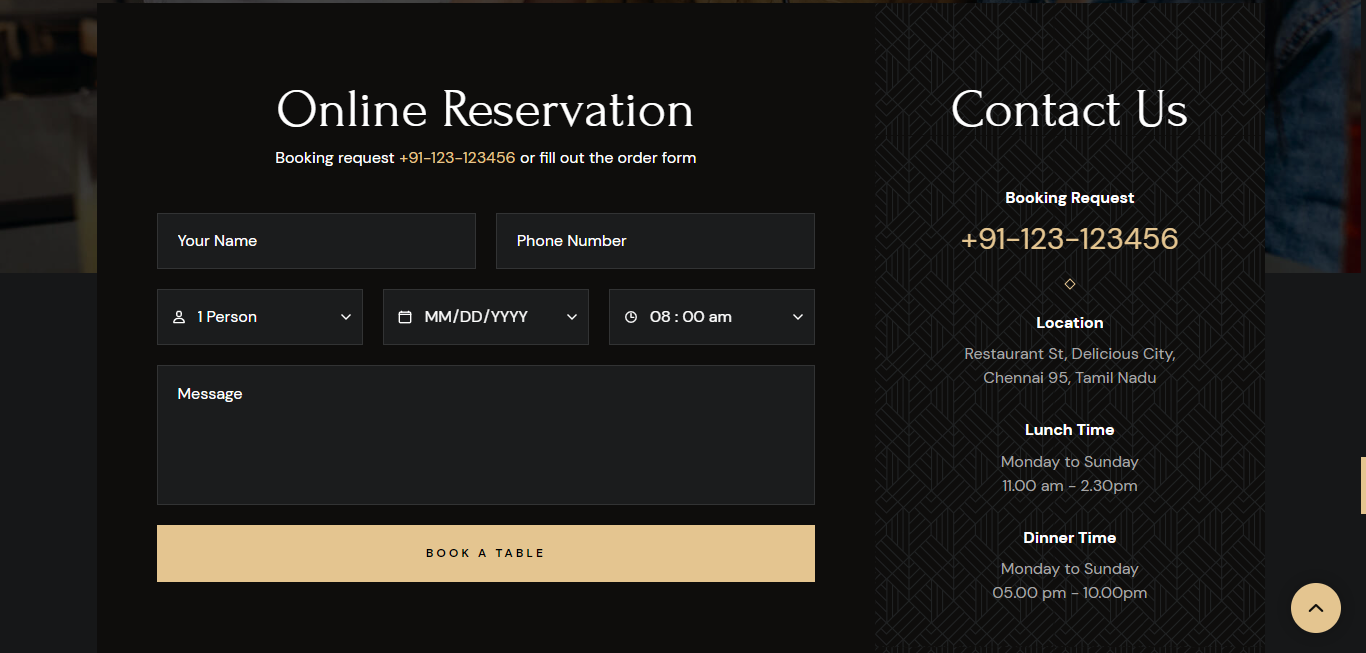 Online Reservation
Booking request +91-123-123456 or fill out the order form
Your Name
Phone Number
1 Person
MM/DD/YYYY
08 : 00 am
Message
BOOK A TABLE
Contact Us
Booking Request
+91-123-123456
Location
Restaurant St, Delicious City,
Chennai 95, Tamil Nadu
Lunch Time
Monday to Sunday
11.00 am - 2.30pm
Dinner Time
Monday to Sunday
05.00 pm - 10.00pm